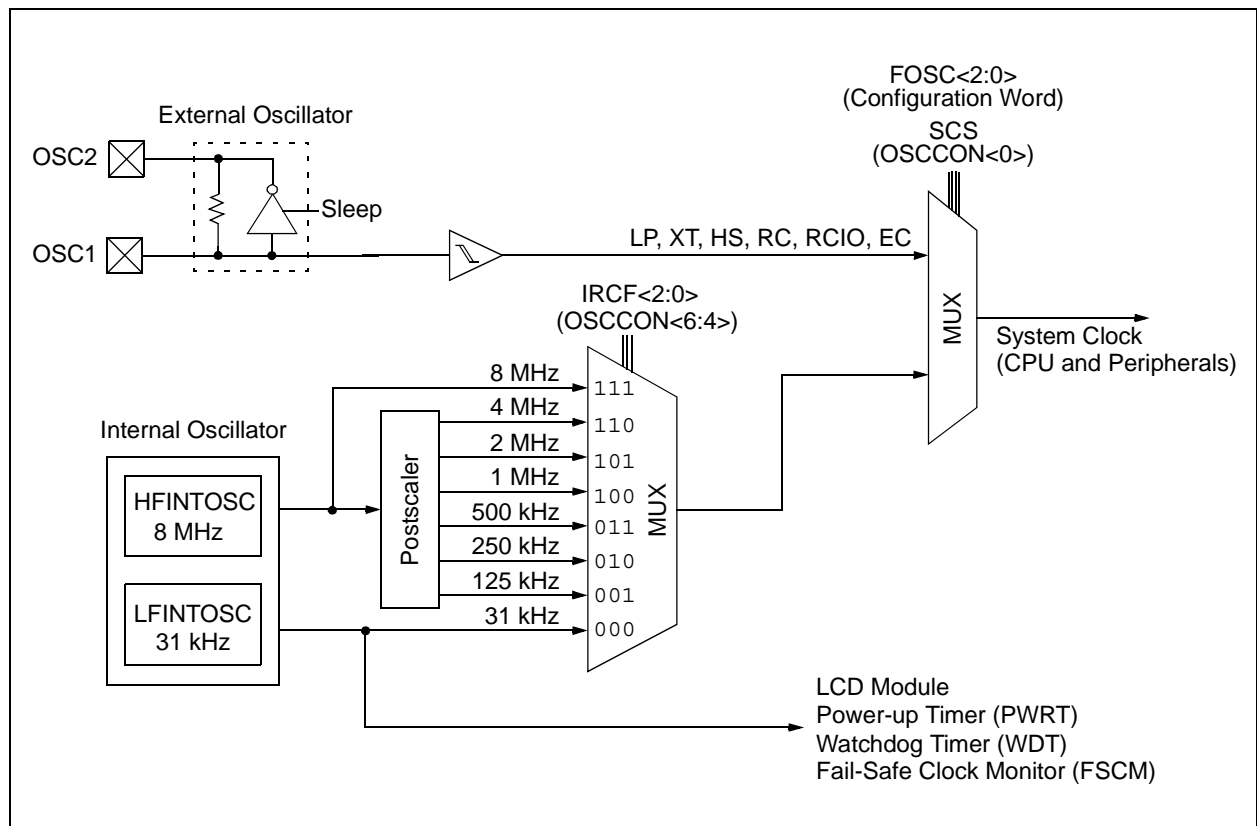 FOSC<2:0>
(Configuration Word)
SCS
(OSCCON<0>)
External Oscillator
OSC2
Sleep
OSC1
LP, XT, HS, RC, RCIO, EC
IRCF<2:0>
(OSCCON<6:4>)
MUX
System Clock
(CPU and Peripherals)
Internal Oscillator
HFINTOSC
8 MHz
LFINTOSC
31 kHz
Postscaler
8 MHz
4 MHz
2 MHz
1 MHz
500 kHz
250 kHz
125 kHz
31 kHz
111
110
101
100
011
010
001
000
MUX
LCD Module
Power-up Timer (PWRT)
Watchdog Timer (WDT)
Fail-Safe Clock Monitor (FSCM)